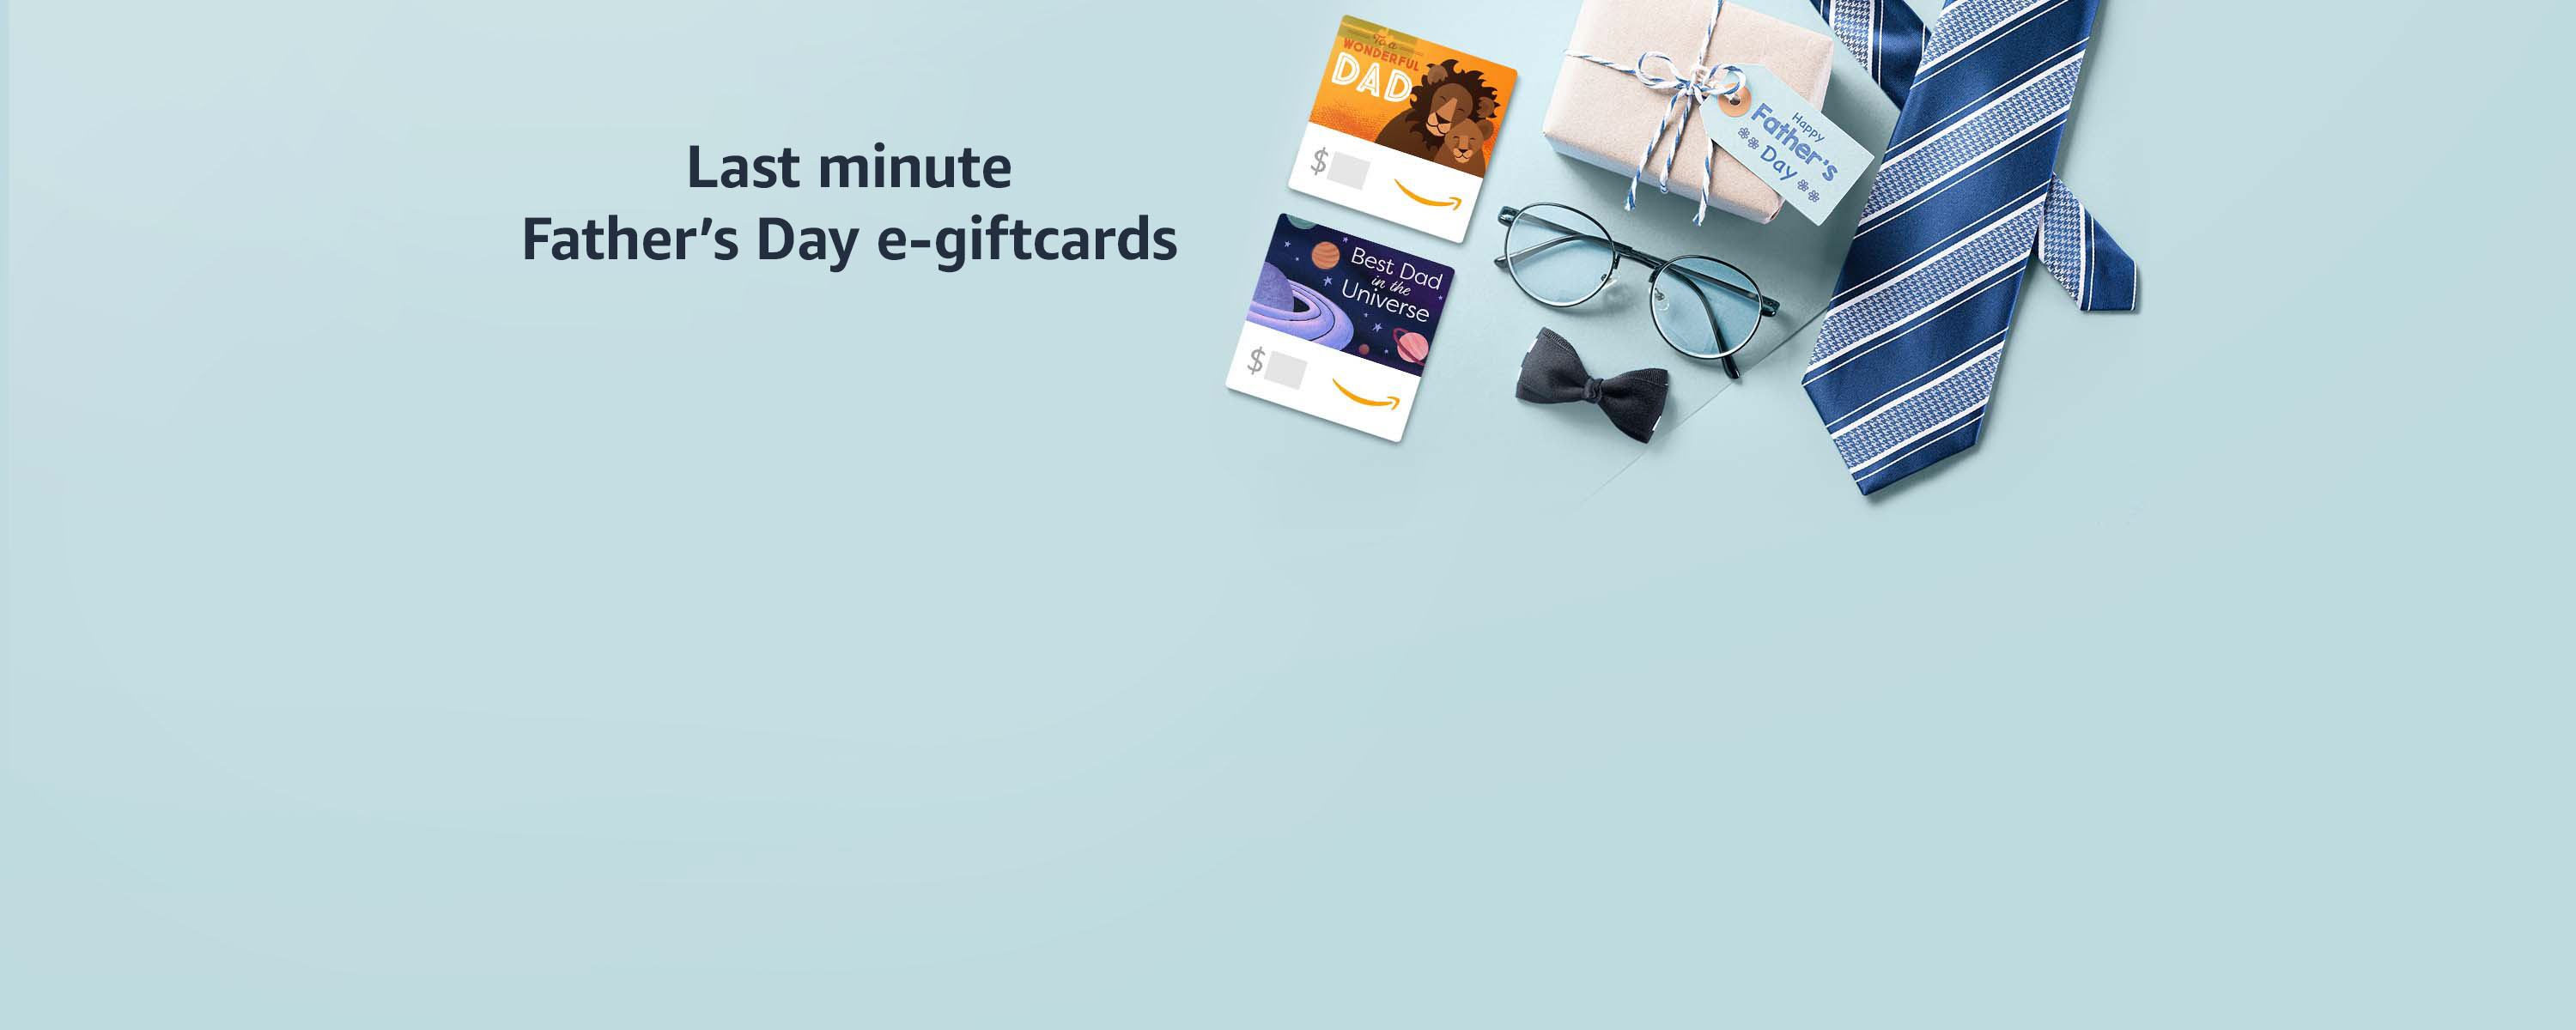 Last minute
Father's Day e-giftcards
To a
WONDERFUL
DAD
$
Best Dad
in the
Universe
$
Happy
Father's
Day